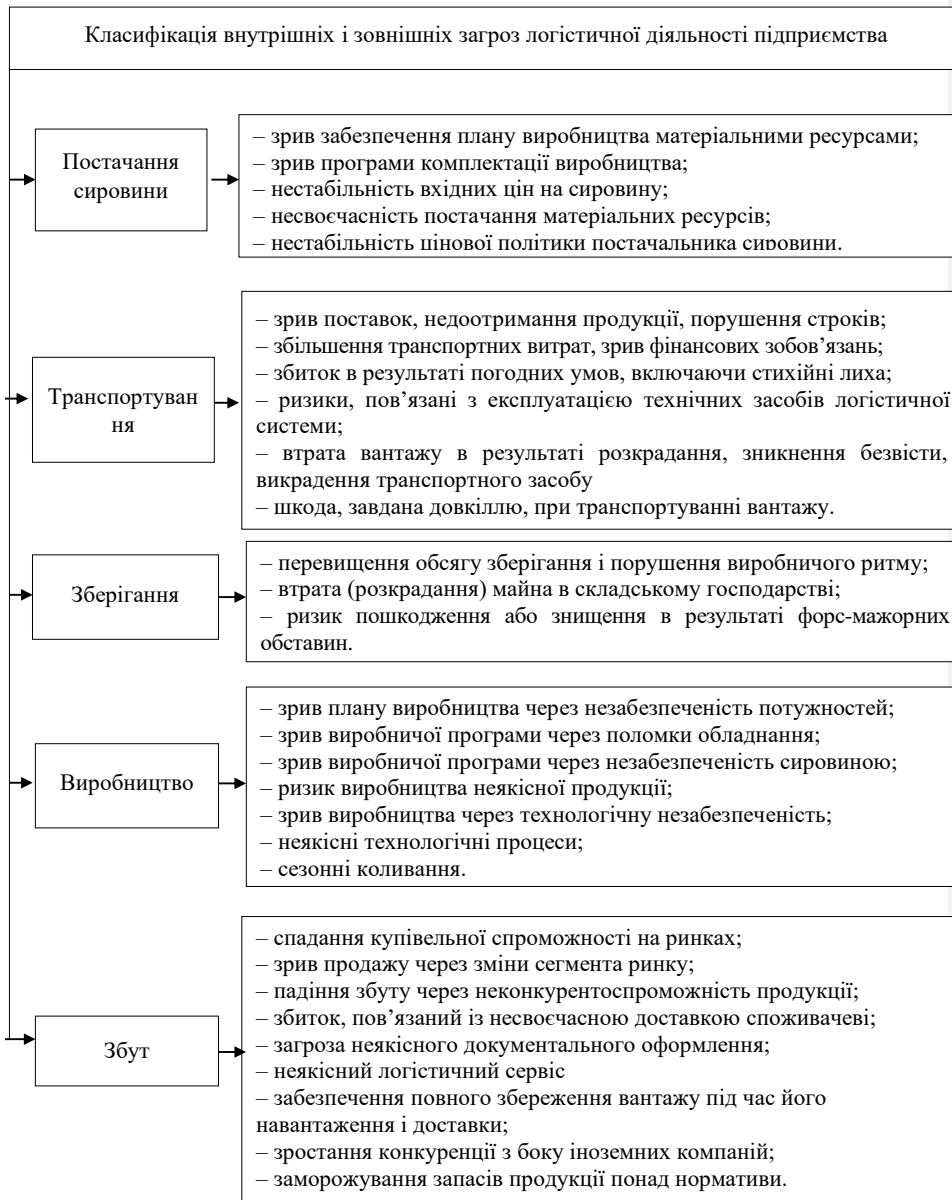 Класифікація внутрішніх і зовнішніх загроз логістичної діяльності підприємства
Постачання
сировини
– зрив забезпечення плану виробництва матеріальними ресурсами;
– зрив програми комплектації виробництва;
– нестабільність вхідних цін на сировину;
– несвоєчасність постачання матеріальних ресурсів;
– нестабільність цінової політики постачальника сировини.
Транспортуван
ня
– зрив поставок, недоотримання продукції, порушення строків;
– збільшення транспортних витрат, зрив фінансових зобов’язань;
– збиток в результаті погодних умов, включаючи стихійні лиха;
– ризики, пов’язані з експлуатацією технічних засобів логістичної
системи;
– втрата вантажу в результаті розкрадання, зникнення безвісти,
викрадення транспортного засобу
– шкода, завдана довкіллю, при транспортуванні вантажу.
Зберігання
– перевищення обсягу зберігання і порушення виробничого ритму;
– втрата (розкрадання) майна в складському господарстві;
– ризик пошкодження або знищення в результаті форс-мажорних
обставин.
Виробництво
– зрив плану виробництва через незабезпеченість потужностей;
– зрив виробничої програми через поломки обладнання;
– зрив виробничої програми через незабезпеченість сировиною;
– ризик виробництва неякісної продукції;
– зрив виробництва через технологічну незабезпеченість;
– неякісні технологічні процеси;
– сезонні коливання.
Збут
– спадання купівельної спроможності на ринках;
– зрив продажу через зміни сегмента ринку;
– падіння збуту через неконкурентоспроможність продукції;
– збиток, пов’язаний із несвоєчасною доставкою споживачеві;
– загроза неякісного документального оформлення;
– неякісний логістичний сервіс
– забезпечення повного збереження вантажу під час його
навантаження і доставки;
– зростання конкуренції з боку іноземних компаній;
– заморожування запасів продукції понад нормативи.